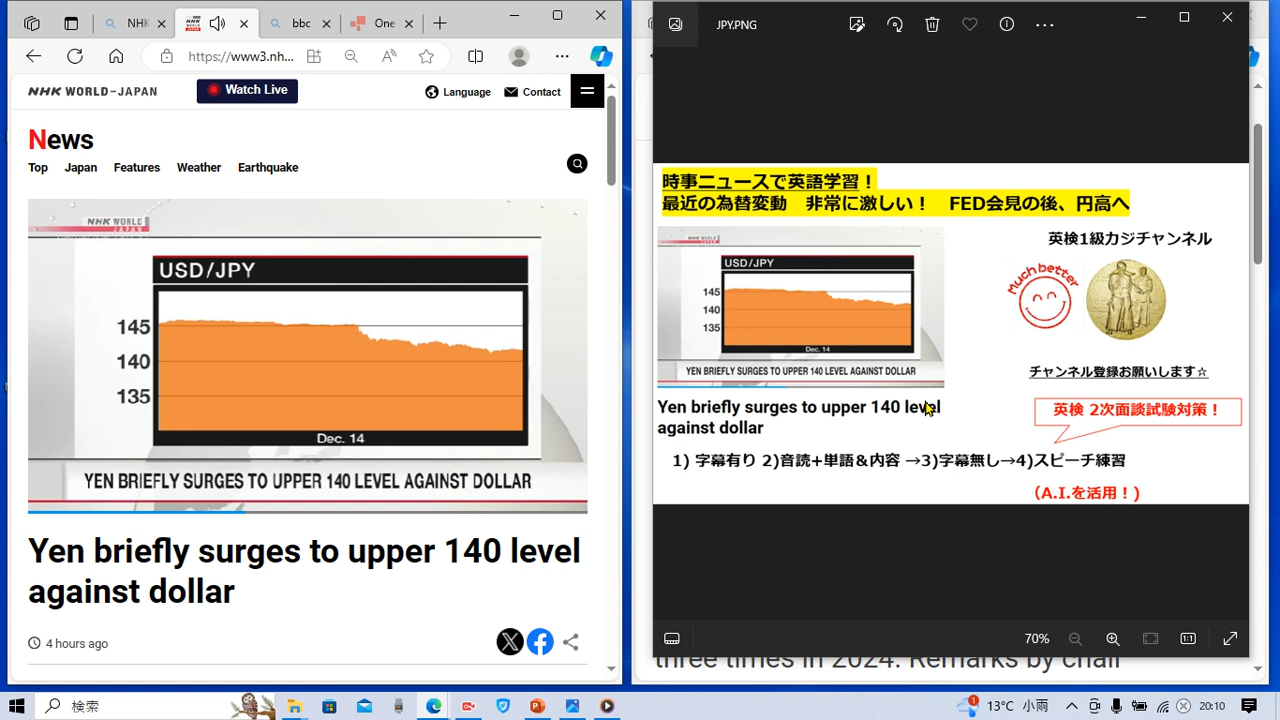 NHK
bbc
One
https://www3.nh...
NHK WORLD-JAPAN
Watch Live
Language
Contact
News
Top Japan Features Weather Earthquake
NHK WORLD
JAPAN
USD/JPY
145
140
135
Dec. 14
YEN BRIEFLY SURGES TO UPPER 140 LEVEL AGAINST DOLLAR
Yen briefly surges to upper 140 level
against dollar
4 hours ago
JPY.PNG
時事ニュースで英語学習！
最近の為替変動　非常に激しい！　FED会見の後、円高へ
英検1級カジチャンネル
NHK WORLD
JAPAN
USD/JPY
145
140
135
Dec. 14
YEN BRIEFLY SURGES TO UPPER 140 LEVEL AGAINST DOLLAR
Much better
チャンネル登録お願いします☆
Yen briefly surges to upper 140 level
against dollar
英検 2次面談試験対策！
1) 字幕有り 2)音読+単語＆内容 →3)字幕無し→4)スピーチ練習
（A.I.を活用！)
70%
three times in 2024. Remarks by chair
検索
1
13°C 小雨
20:10